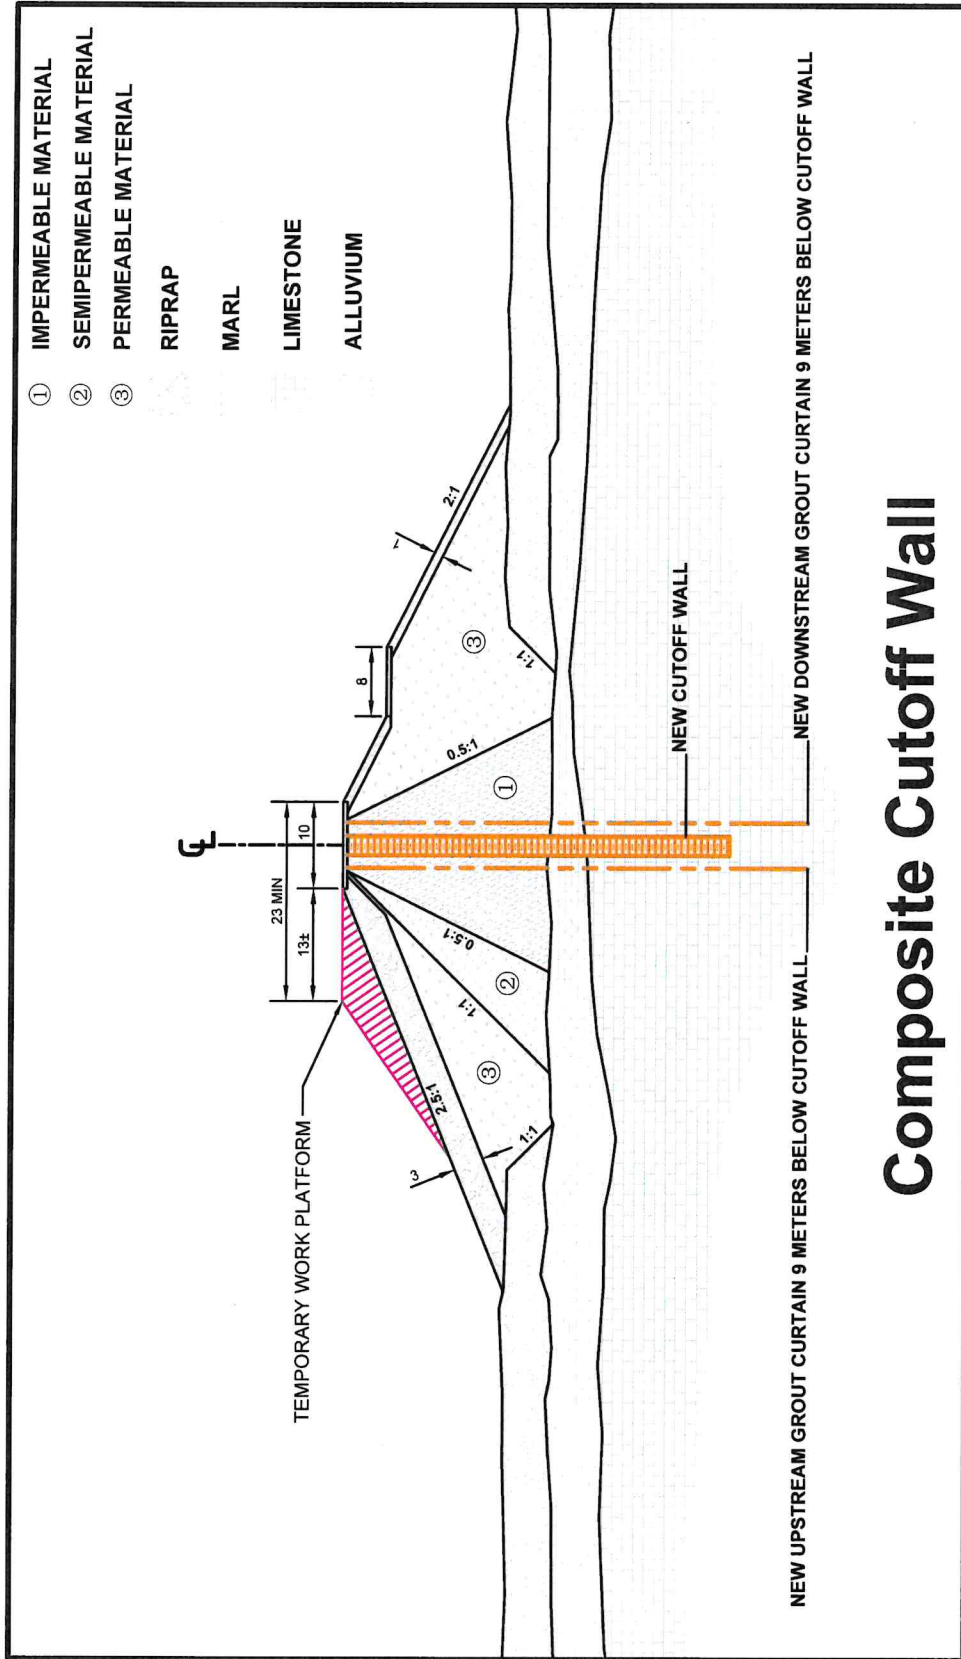 ① IMPERMEABLE MATERIAL
② SEMIPERMEABLE MATERIAL
③ PERMEABLE MATERIAL
RIPRAP
MARL
LIMESTONE
ALLUVIUM
℄
23 MIN
13±
10
8
TEMPORARY WORK PLATFORM
1
2:1
3
2.5:1
1:1
0.5:1
0.5:1
1:1
1:1
③
②
①
③
NEW CUTOFF WALL
NEW UPSTREAM GROUT CURTAIN 9 METERS BELOW CUTOFF WALL
NEW DOWNSTREAM GROUT CURTAIN 9 METERS BELOW CUTOFF WALL
Composite Cutoff Wall